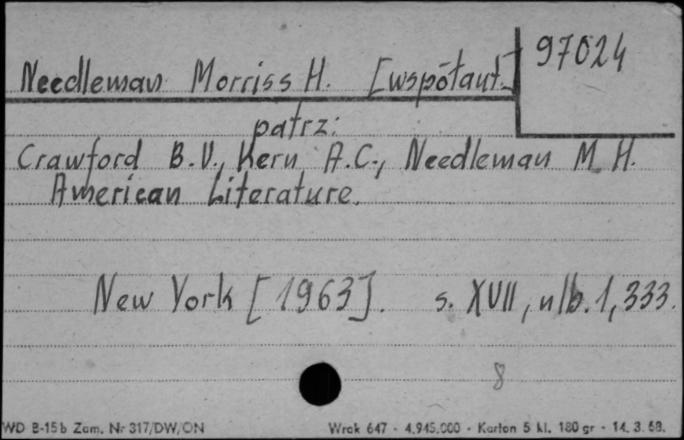 97024
Needleman Morriss H. [współaut.]
patrz:
Crawford B.V., Kern A.C., Needleman M.H.
American Literature.
New York [1963]. s. XVII, nlb. 1, 333.
8
WD B-15b Zam. Nr 317/DW/ON Wrak 647 - 4.945.000 - Karton 5 kl. 180 gr - 14. 3. 68.